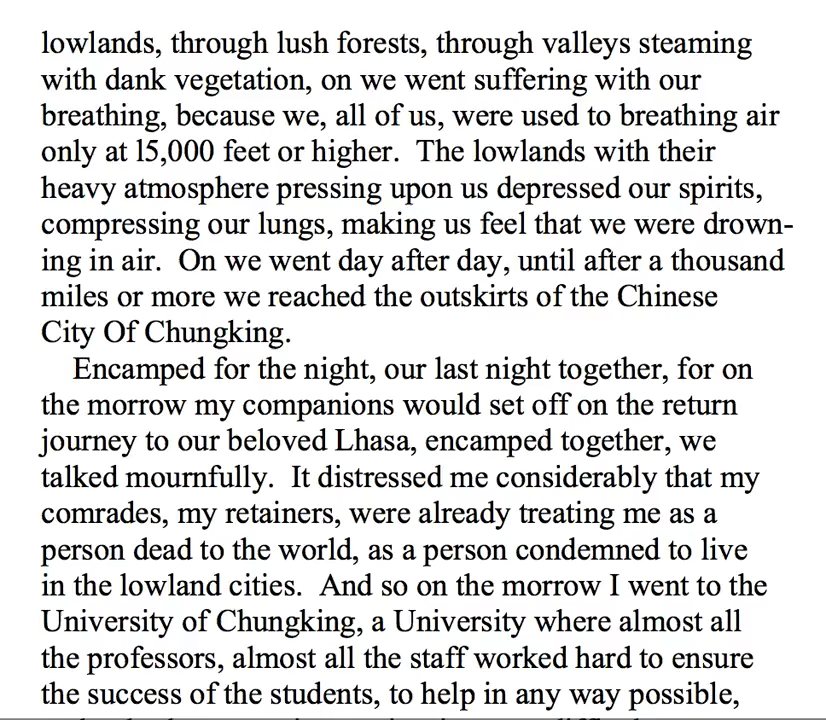 lowlands, through lush forests, through valleys steaming
with dank vegetation, on we went suffering with our
breathing, because we, all of us, were used to breathing air
only at 15,000 feet or higher.  The lowlands with their
heavy atmosphere pressing upon us depressed our spirits,
compressing our lungs, making us feel that we were drown-
ing in air.  On we went day after day, until after a thousand
miles or more we reached the outskirts of the Chinese
City Of Chungking.
Encamped for the night, our last night together, for on
the morrow my companions would set off on the return
journey to our beloved Lhasa, encamped together, we
talked mournfully.  It distressed me considerably that my
comrades, my retainers, were already treating me as a
person dead to the world, as a person condemned to live
in the lowland cities.  And so on the morrow I went to the
University of Chungking, a University where almost all
the professors, almost all the staff worked hard to ensure
the success of the students, to help in any way possible,